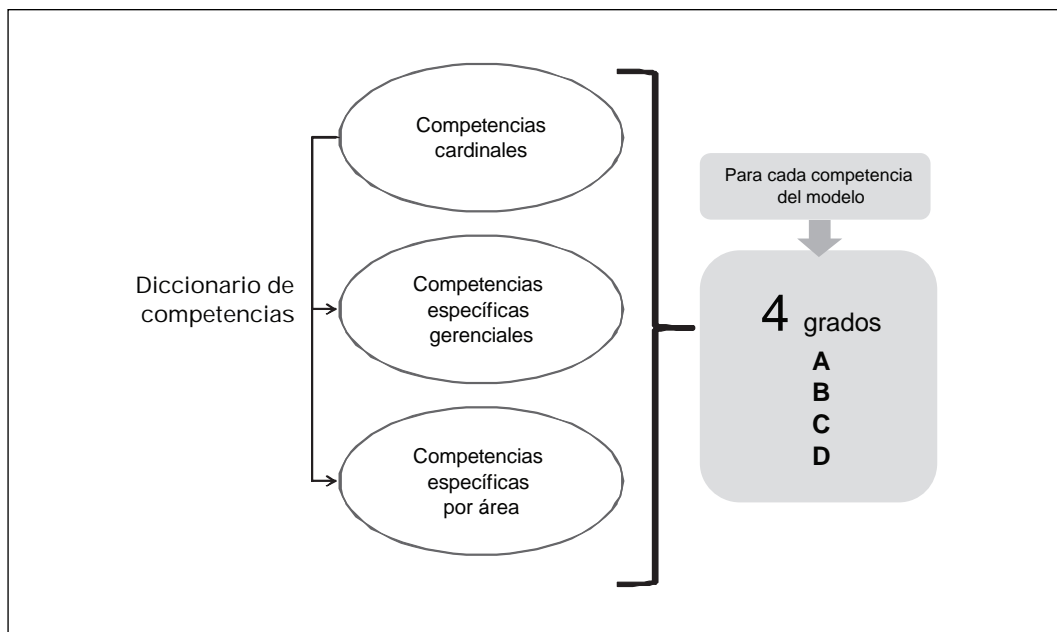 Diccionario de
competencias
Competencias
cardinales
Competencias
específicas
gerenciales
Competencias
específicas
por área
Para cada competencia
del modelo
4 grados
A
B
C
D